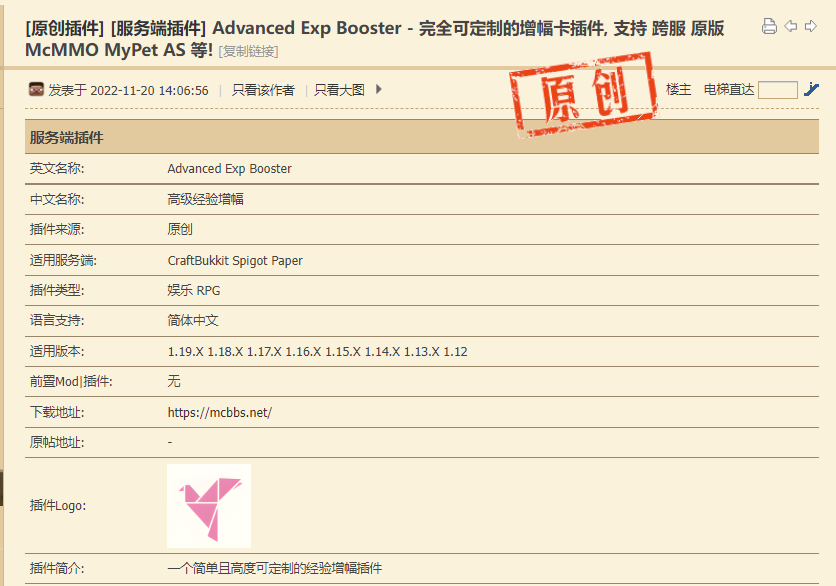 [原创插件] [服务端插件] Advanced Exp Booster - 完全可定制的增幅卡插件, 支持 跨服 原版
McMMO MyPet AS 等! [复制链接]
发表于 2022-11-20 14:06:56 | 只看该作者 | 只看大图
原创
楼主 电梯直达
服务端插件
英文名称: Advanced Exp Booster
中文名称: 高级经验增幅
插件来源: 原创
适用服务端: CraftBukkit Spigot Paper
插件类型: 娱乐 RPG
语言支持: 简体中文
适用版本: 1.19.X 1.18.X 1.17.X 1.16.X 1.15.X 1.14.X 1.13.X 1.12
前置Mod|插件: 无
下载地址: https://mcbbs.net/
原帖地址: -
插件Logo:
插件简介: 一个简单且高度可定制的经验增幅插件